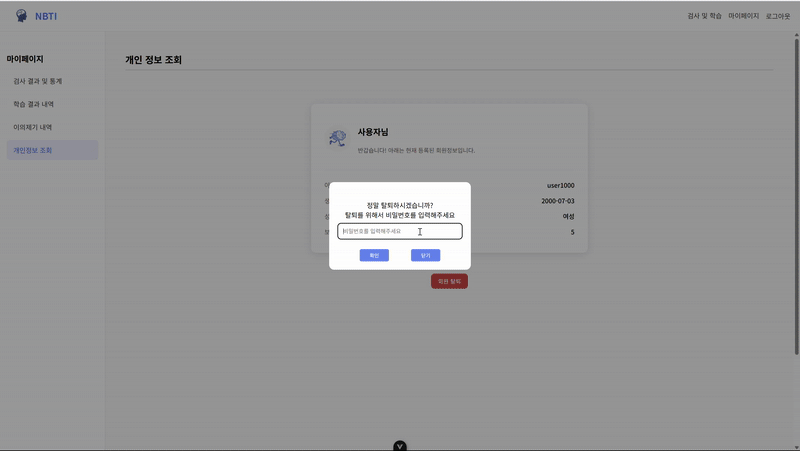 NBTI
검사 및 학습 마이페이지 로그아웃
마이페이지
검사 결과 및 통계
학습 결과 내역
이의제기 내역
개인정보 조회
개인 정보 조회
사용자님
반갑습니다! 아래는 현재 등록된 회원정보입니다.
user1000
2000-07-03
여성
5
정말 탈퇴하시겠습니까?
탈퇴를 위해서 비밀번호를 입력해주세요
비밀번호를 입력해주세요
확인 닫기
회원 탈퇴